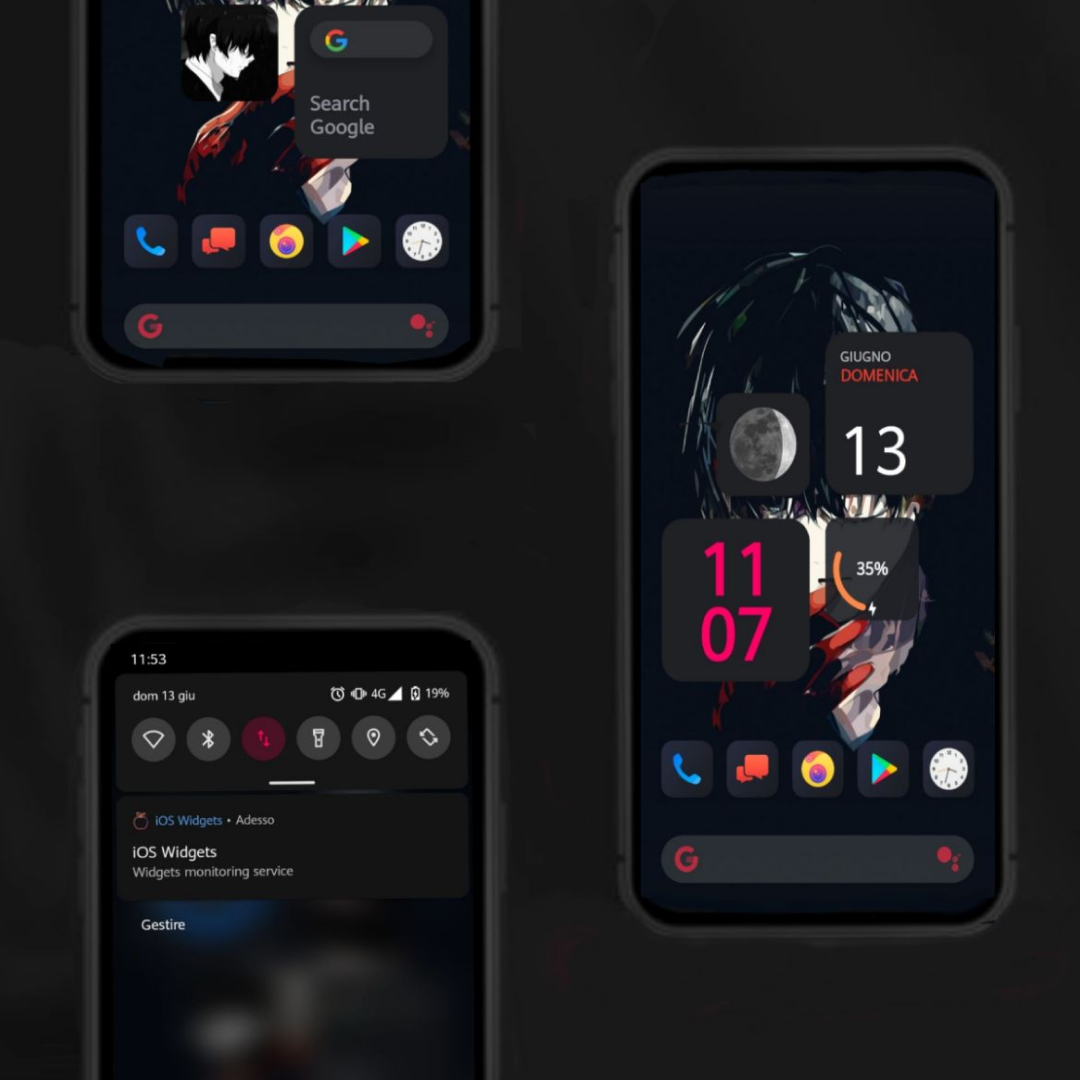 Search
Google
GIUGNO
DOMENICA
13
11
07
35%
11:53
dom 13 giu
4G
19%
iOS Widgets • Adesso
iOS Widgets
Widgets monitoring service
Gestire